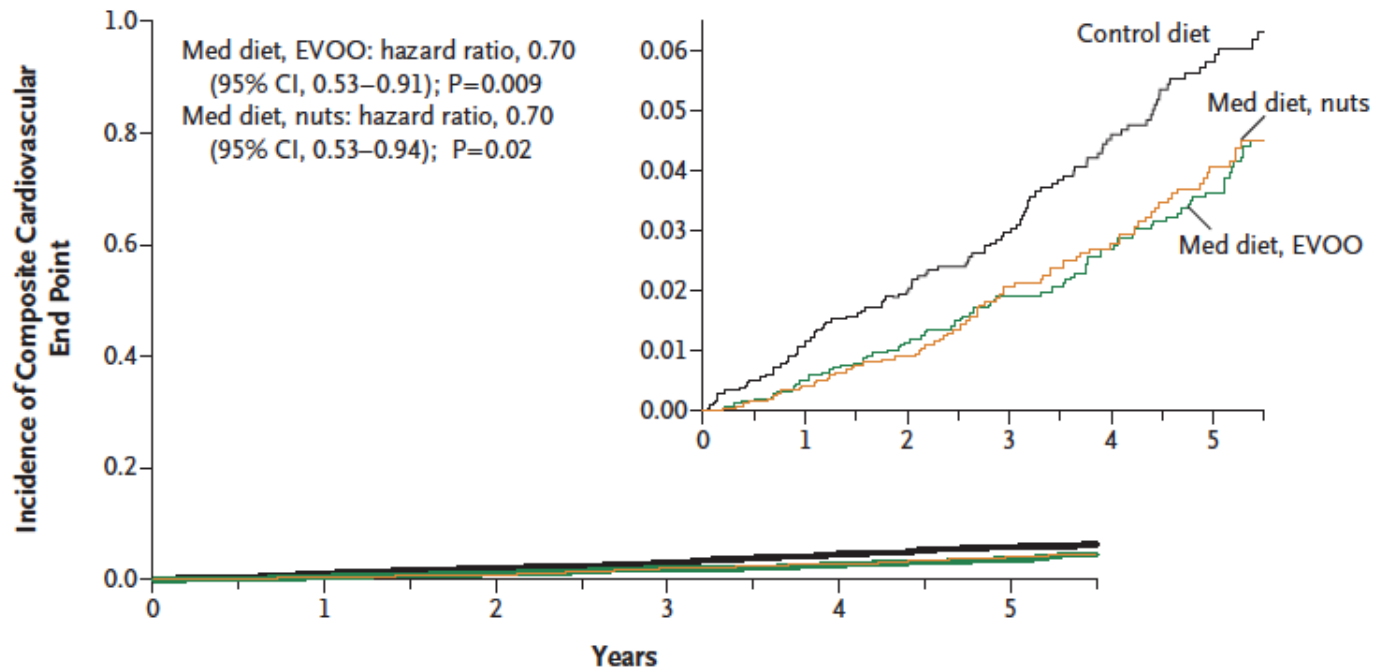 1.0
0.8
0.6
0.4
0.2
0.0
0
1
2
3
4
5
Incidence of Composite Cardiovascular
End Point
Years
Med diet, EVOO: hazard ratio, 0.70
(95% CI, 0.53–0.91); P=0.009
Med diet, nuts: hazard ratio, 0.70
(95% CI, 0.53–0.94); P=0.02
0.06
0.05
0.04
0.03
0.02
0.01
0.00
0
1
2
3
4
5
Control diet
Med diet, nuts
Med diet, EVOO